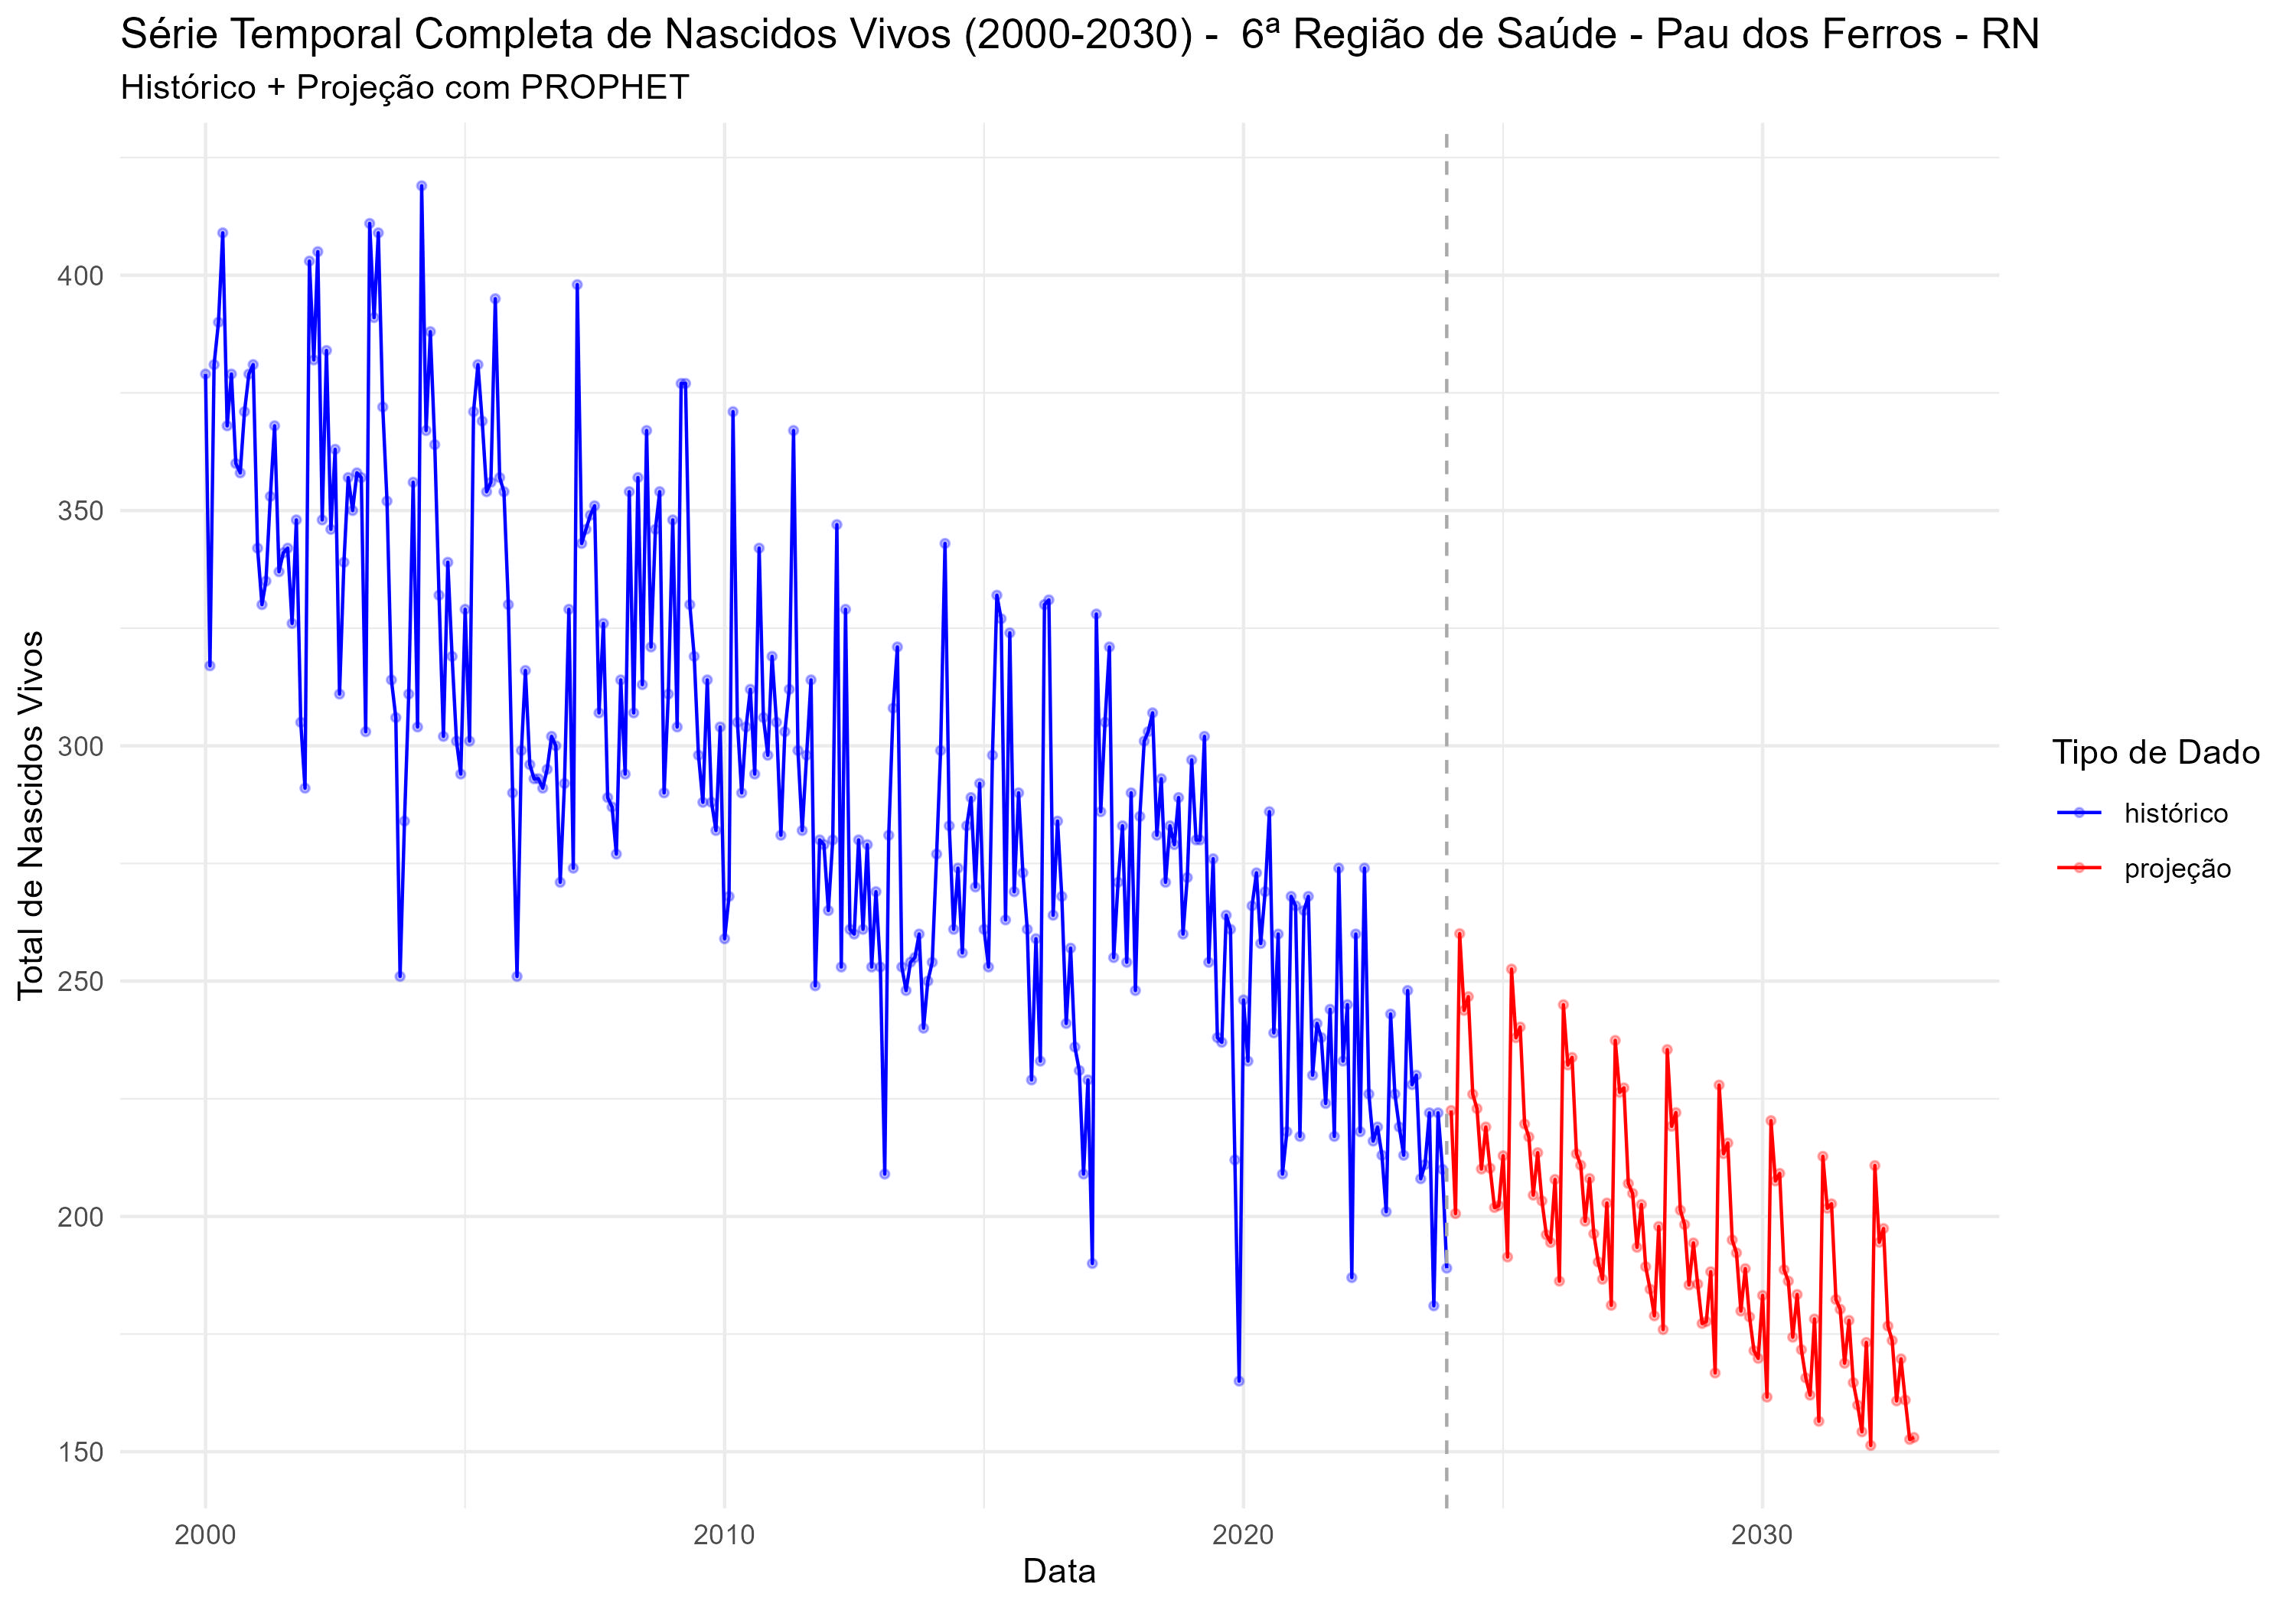 Série Temporal Completa de Nascidos Vivos (2000-2030) -  6ª Região de Saúde - Pau dos Ferros - RN
Histórico + Projeção com PROPHET
Total de Nascidos Vivos
400
350
300
250
200
150
2000
2010
2020
2030
Data
Tipo de Dado
histórico
projeção